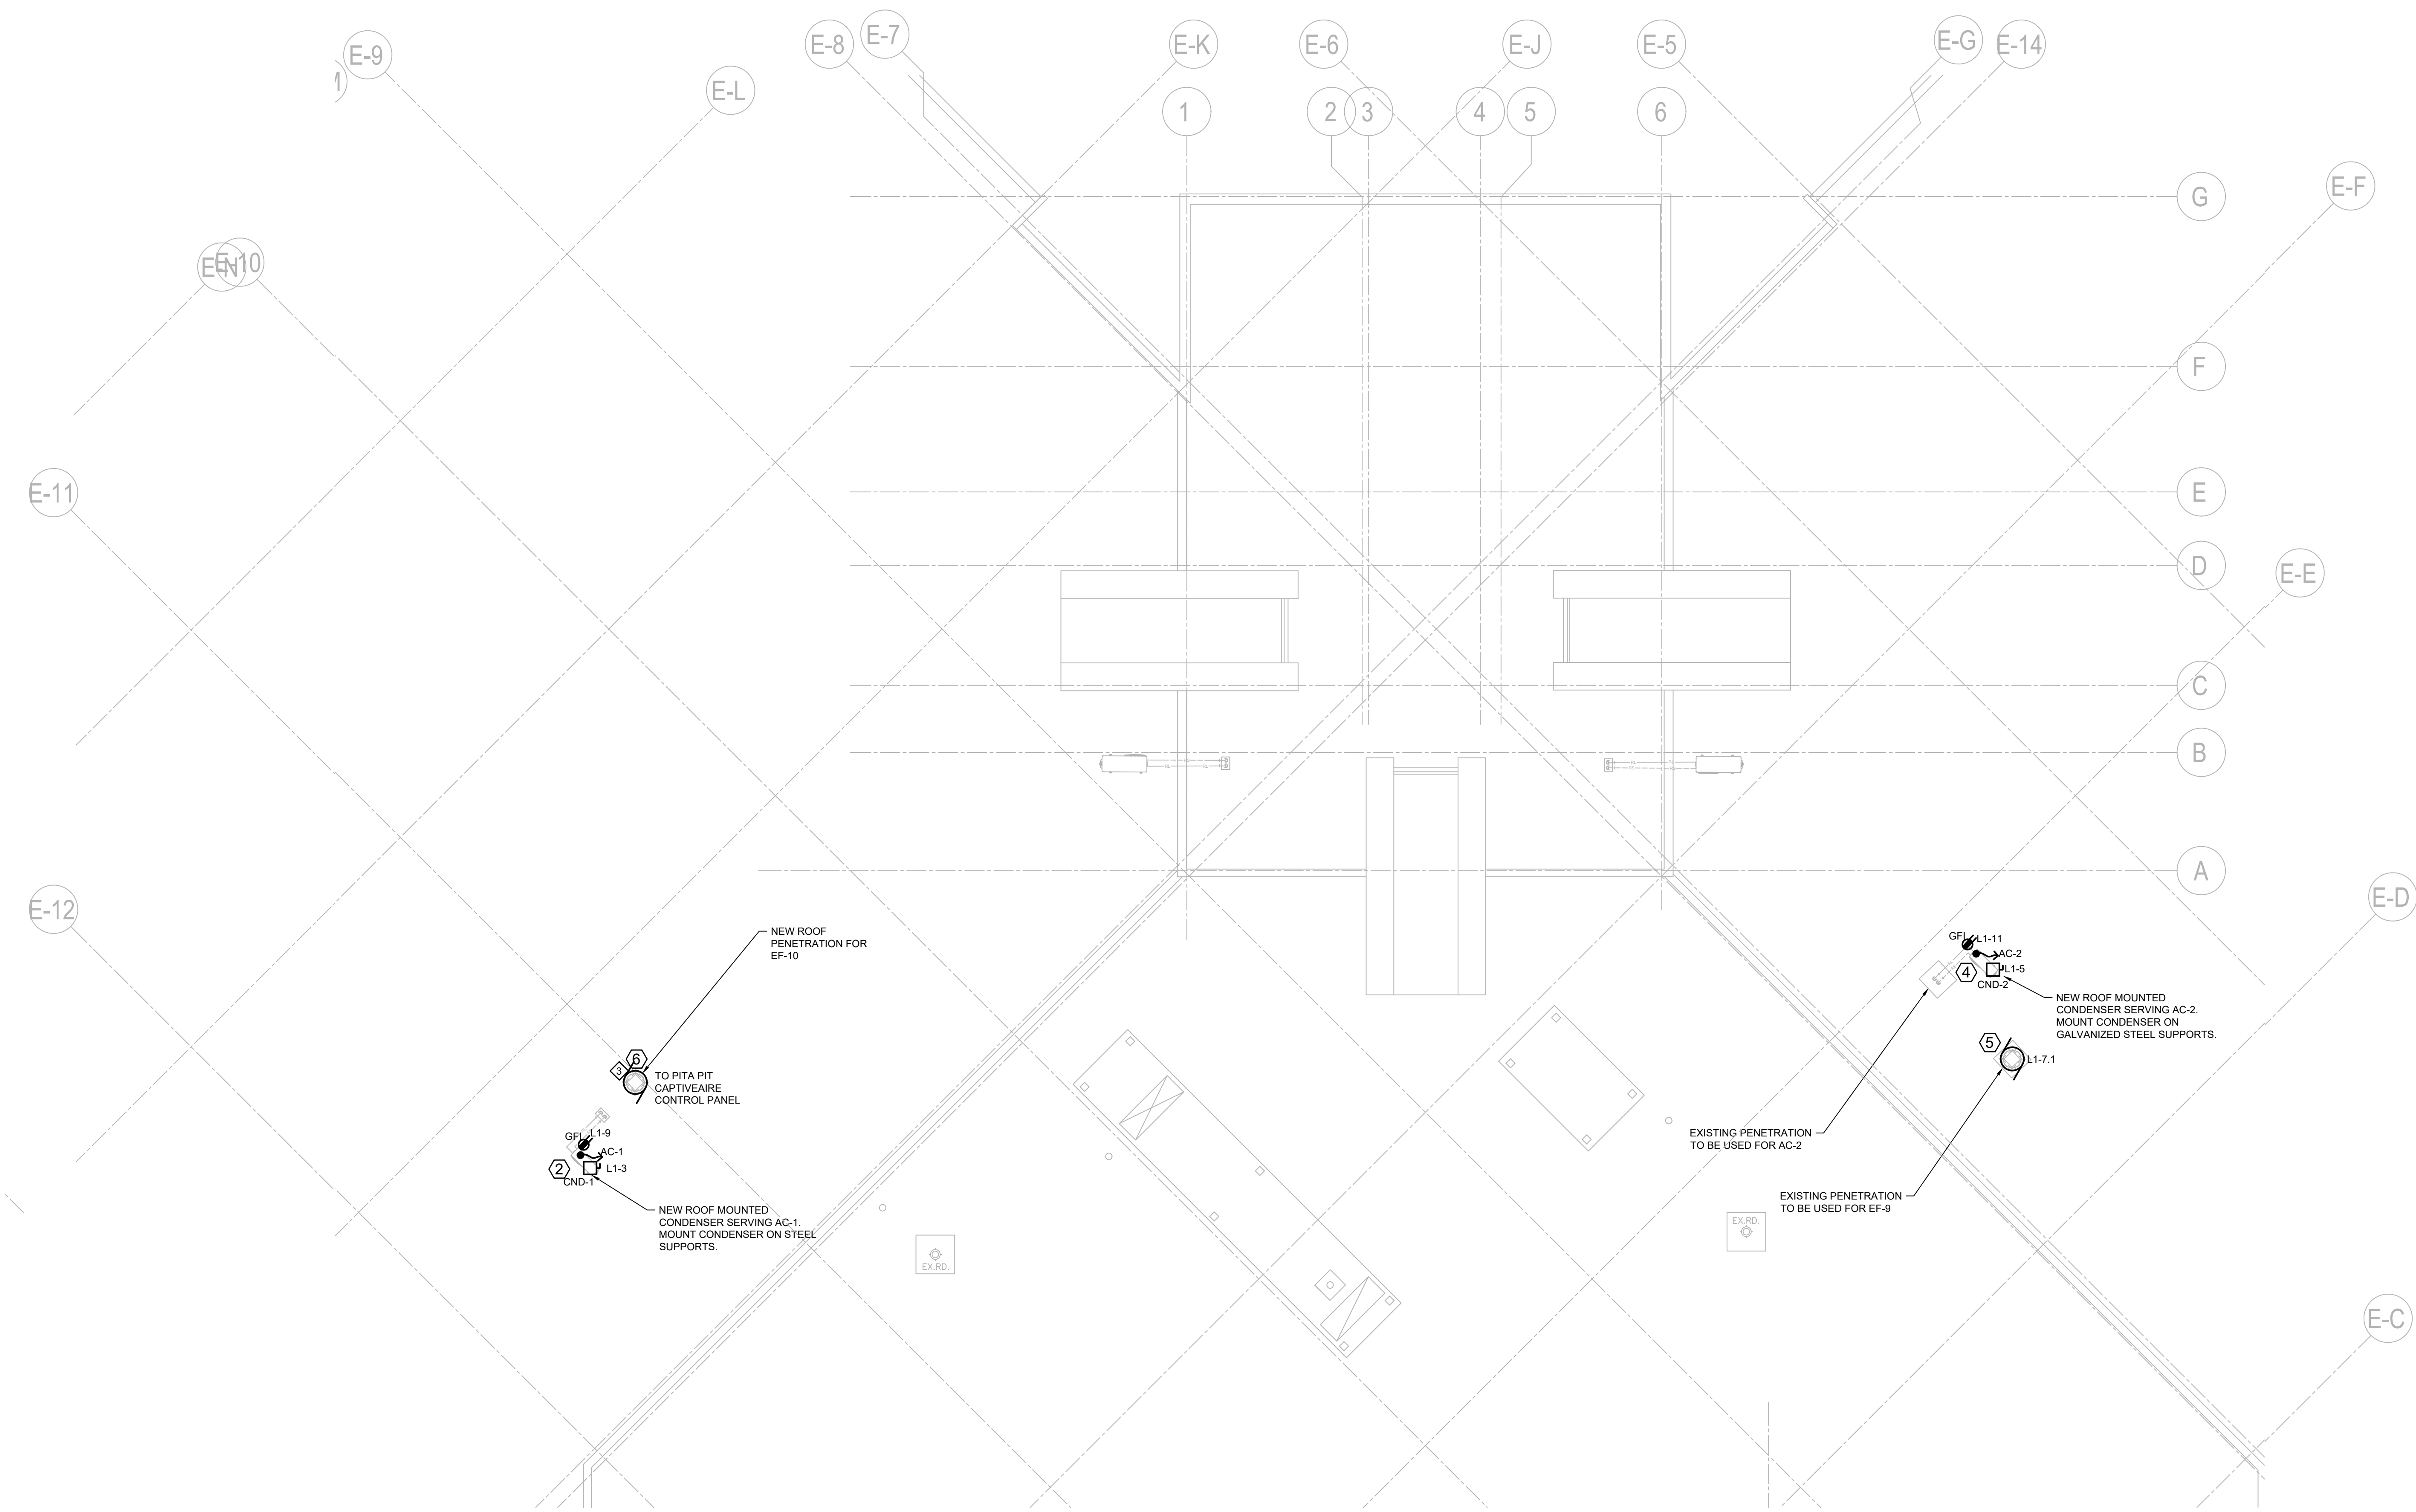 E-7
E-8
E-K
E-6
E-J
E-5
E-G
E-14
E-9
E-L
1
2
3
4
5
6
E-F
G
E-N
E-10
F
E-11
E
D
E-E
C
B
A
E-12
E-D
NEW ROOF
PENETRATION FOR
EF-10
6
3
TO PITA PIT
CAPTIVEAIRE
CONTROL PANEL
GFI
L1-9
AC-1
2
L1-3
CND-1
NEW ROOF MOUNTED
CONDENSER SERVING AC-1.
MOUNT CONDENSER ON STEEL
SUPPORTS.
EX.RD.
GFI
L1-11
AC-2
4
L1-5
CND-2
NEW ROOF MOUNTED
CONDENSER SERVING AC-2.
MOUNT CONDENSER ON
GALVANIZED STEEL SUPPORTS.
5
L1-7.1
EXISTING PENETRATION
TO BE USED FOR AC-2
EXISTING PENETRATION
TO BE USED FOR EF-9
EX.RD.
E-C